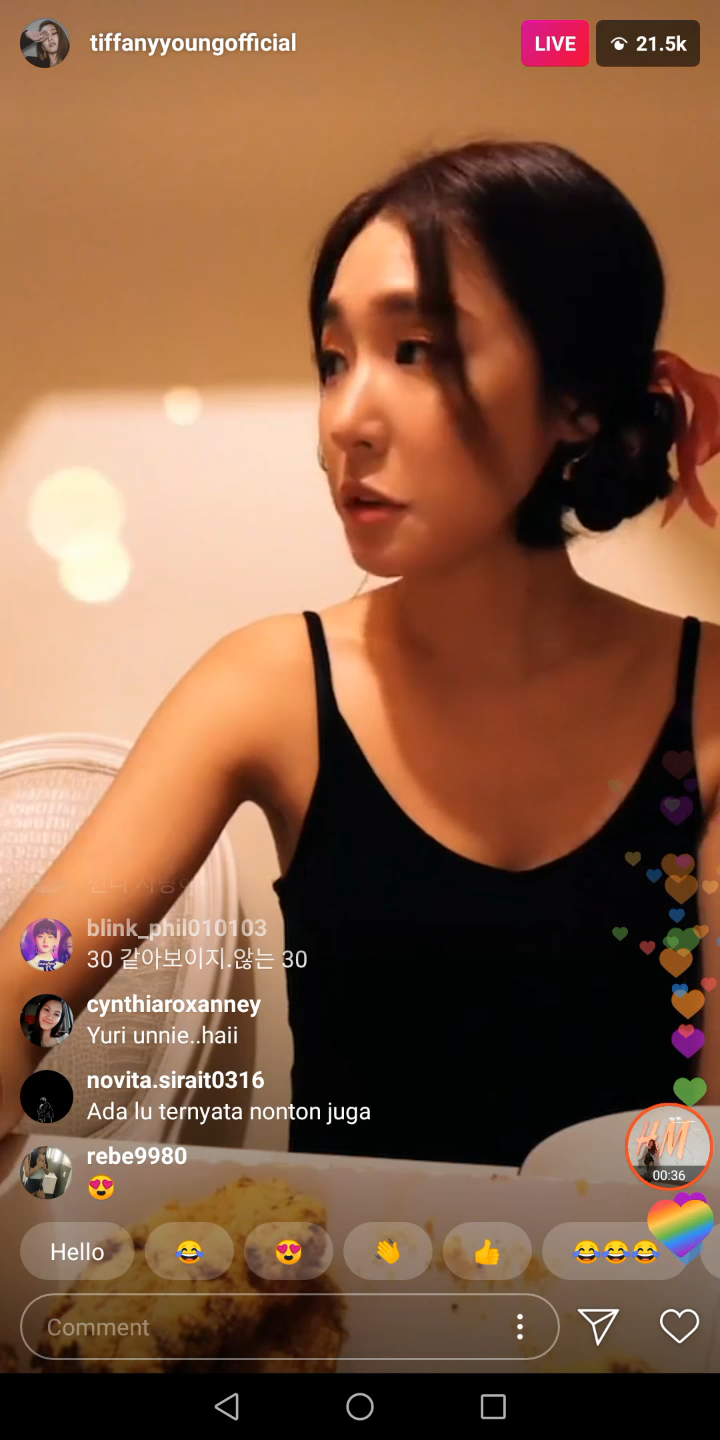 tiffanyyoungofficial
LIVE
21.5k
blink_phil010103
30 같아보이지.않는 30
cynthiaroxanney
Yuri unnie..haii
novita.sirait0316
Ada lu ternyata nonton juga
rebe9980
😍
HM
00:36
Hello
😂
😍
👏
👍
😂😂😂
Comment